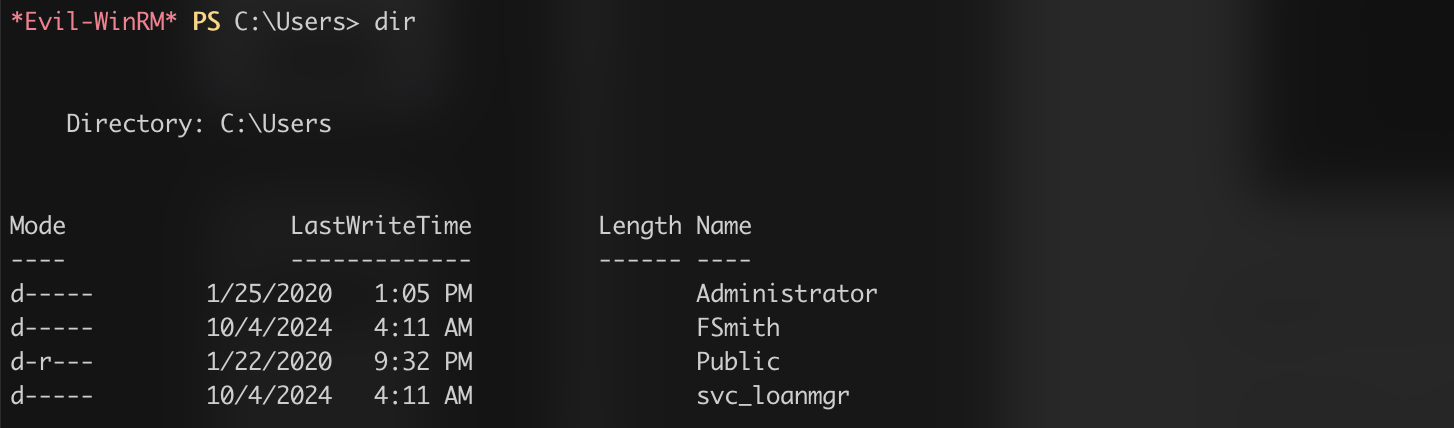 *Evil-WinRM* PS C:\Users> dir
Directory: C:\Users
Mode                LastWriteTime         Length Name
----                -------------         ------ ----
d-----        1/25/2020   1:05 PM                Administrator
d-----        10/4/2024   4:11 AM                FSmith
d-r---        1/22/2020   9:32 PM                Public
d-----        10/4/2024   4:11 AM                svc_loanmgr